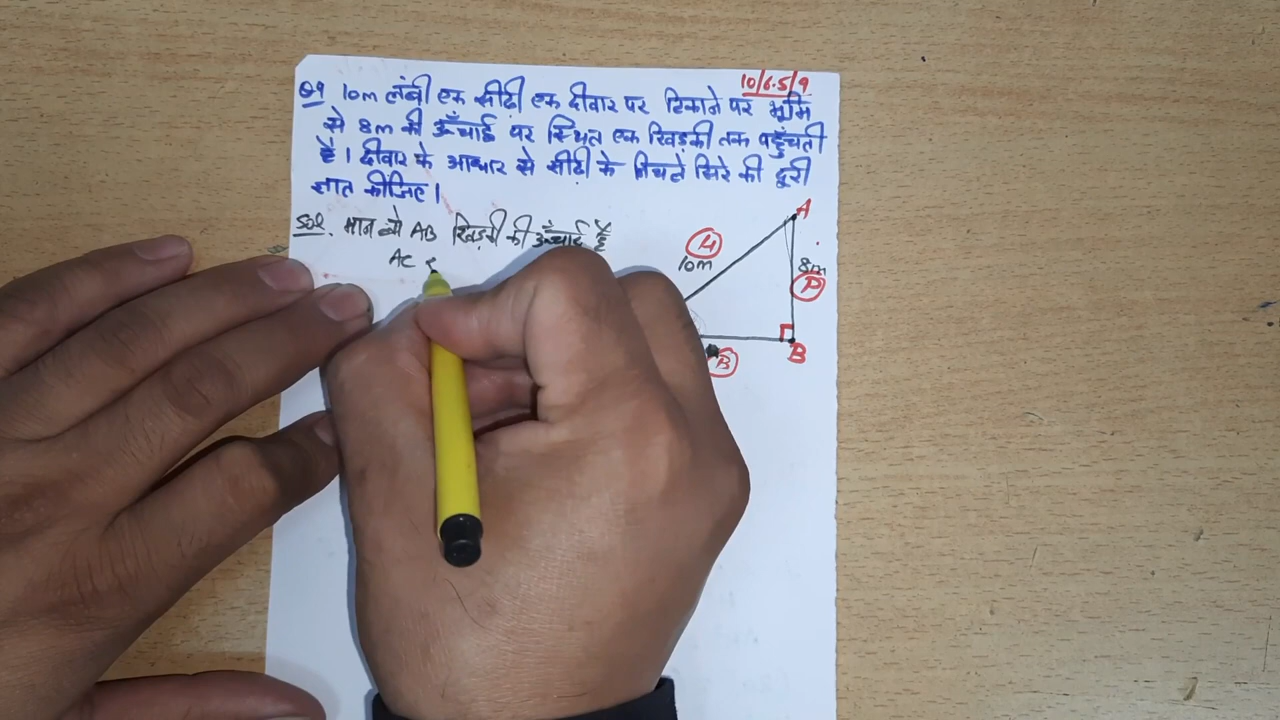 10/6.5/9
Q9 10m लंबी एक सीढ़ी एक दीवार पर टिकाने पर भूमि
से 8m की ऊँचाई पर स्थित एक खिड़की तक पहुँचती
है। दीवार के आधार से सीढ़ी के निचले सिरे की दूरी
ज्ञात कीजिए।
Sol. मान लो AB खिड़की की ऊँचाई है
AC
A
H
10m
8m
P
B
B